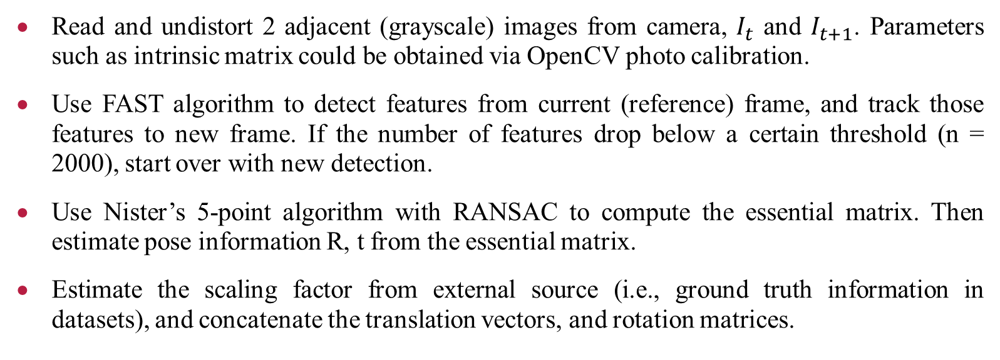 • Read and undistort 2 adjacent (grayscale) images from camera, Iₜ and Iₜ₊₁. Parameters
such as intrinsic matrix could be obtained via OpenCV photo calibration.
• Use FAST algorithm to detect features from current (reference) frame, and track those
features to new frame. If the number of features drop below a certain threshold (n =
2000), start over with new detection.
• Use Nister’s 5-point algorithm with RANSAC to compute the essential matrix. Then
estimate pose information R, t from the essential matrix.
• Estimate the scaling factor from external source (i.e., ground truth information in
datasets), and concatenate the translation vectors, and rotation matrices.